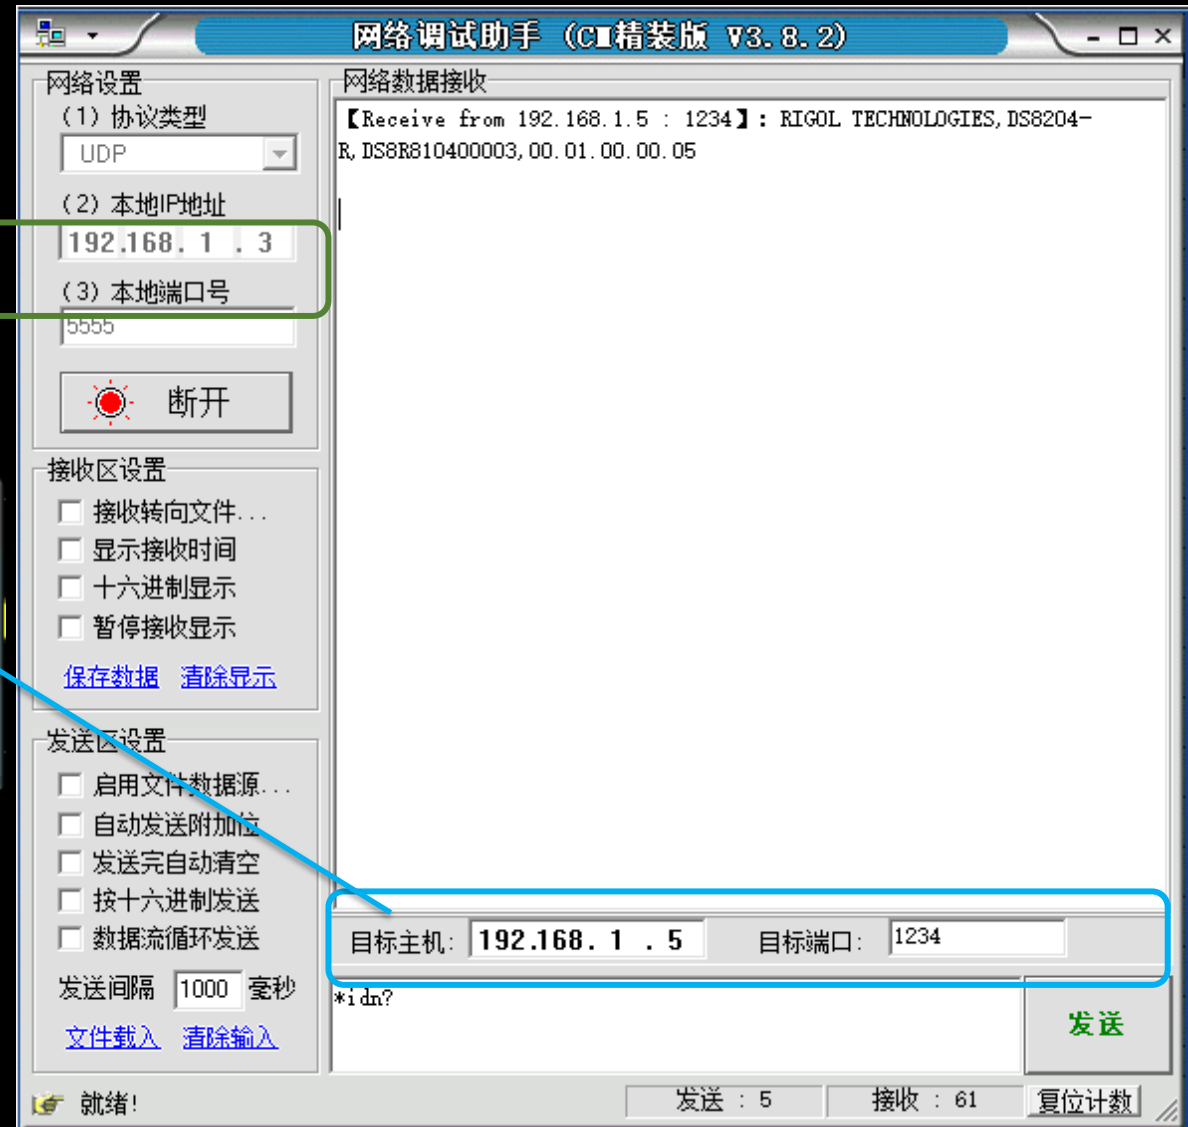 网络调试助手 (CM精装版 V3.8.2)
网络设置
(1) 协议类型
UDP
(2) 本地IP地址
192.168. 1 . 3
(3) 本地端口号
5555
断开
接收区设置
接收转向文件...
显示接收时间
十六进制显示
暂停接收显示
保存数据 清除显示
发送区设置
启用文件数据源...
自动发送附加位
发送完自动清空
按十六进制发送
数据流循环发送
发送间隔 1000 毫秒
文件载入 清除输入
网络数据接收
【Receive from 192.168.1.5 : 1234】: RIGOL TECHNOLOGIES,DS8204-
R,DS8R810400003,00.01.00.00.05
目标主机: 192.168. 1 . 5 目标端口: 1234
*idn?
发送
就绪!
发送 : 5
接收 : 61
复位计数